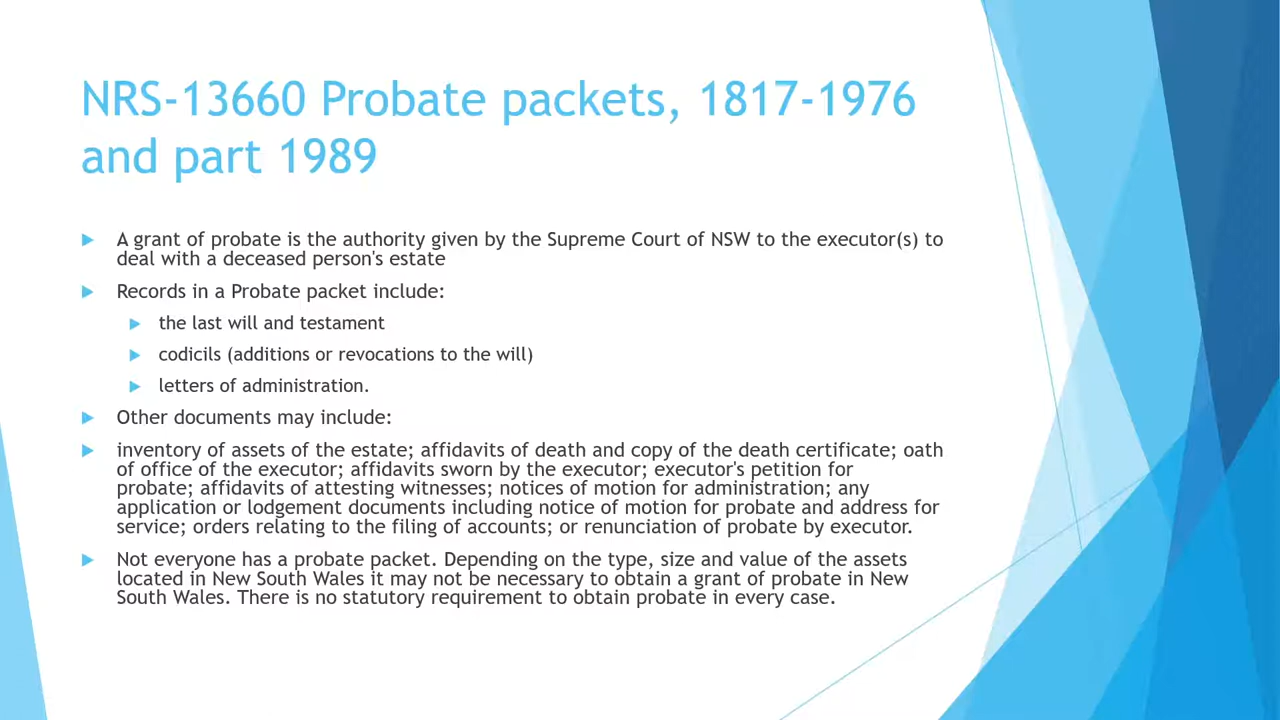 NRS-13660 Probate packets, 1817-1976
and part 1989
A grant of probate is the authority given by the Supreme Court of NSW to the executor(s) to
deal with a deceased person's estate
Records in a Probate packet include:
the last will and testament
codicils (additions or revocations to the will)
letters of administration.
Other documents may include:
inventory of assets of the estate; affidavits of death and copy of the death certificate; oath
of office of the executor; affidavits sworn by the executor; executor's petition for
probate; affidavits of attesting witnesses; notices of motion for administration; any
application or lodgement documents including notice of motion for probate and address for
service; orders relating to the filing of accounts; or renunciation of probate by executor.
Not everyone has a probate packet. Depending on the type, size and value of the assets
located in New South Wales it may not be necessary to obtain a grant of probate in New
South Wales. There is no statutory requirement to obtain probate in every case.